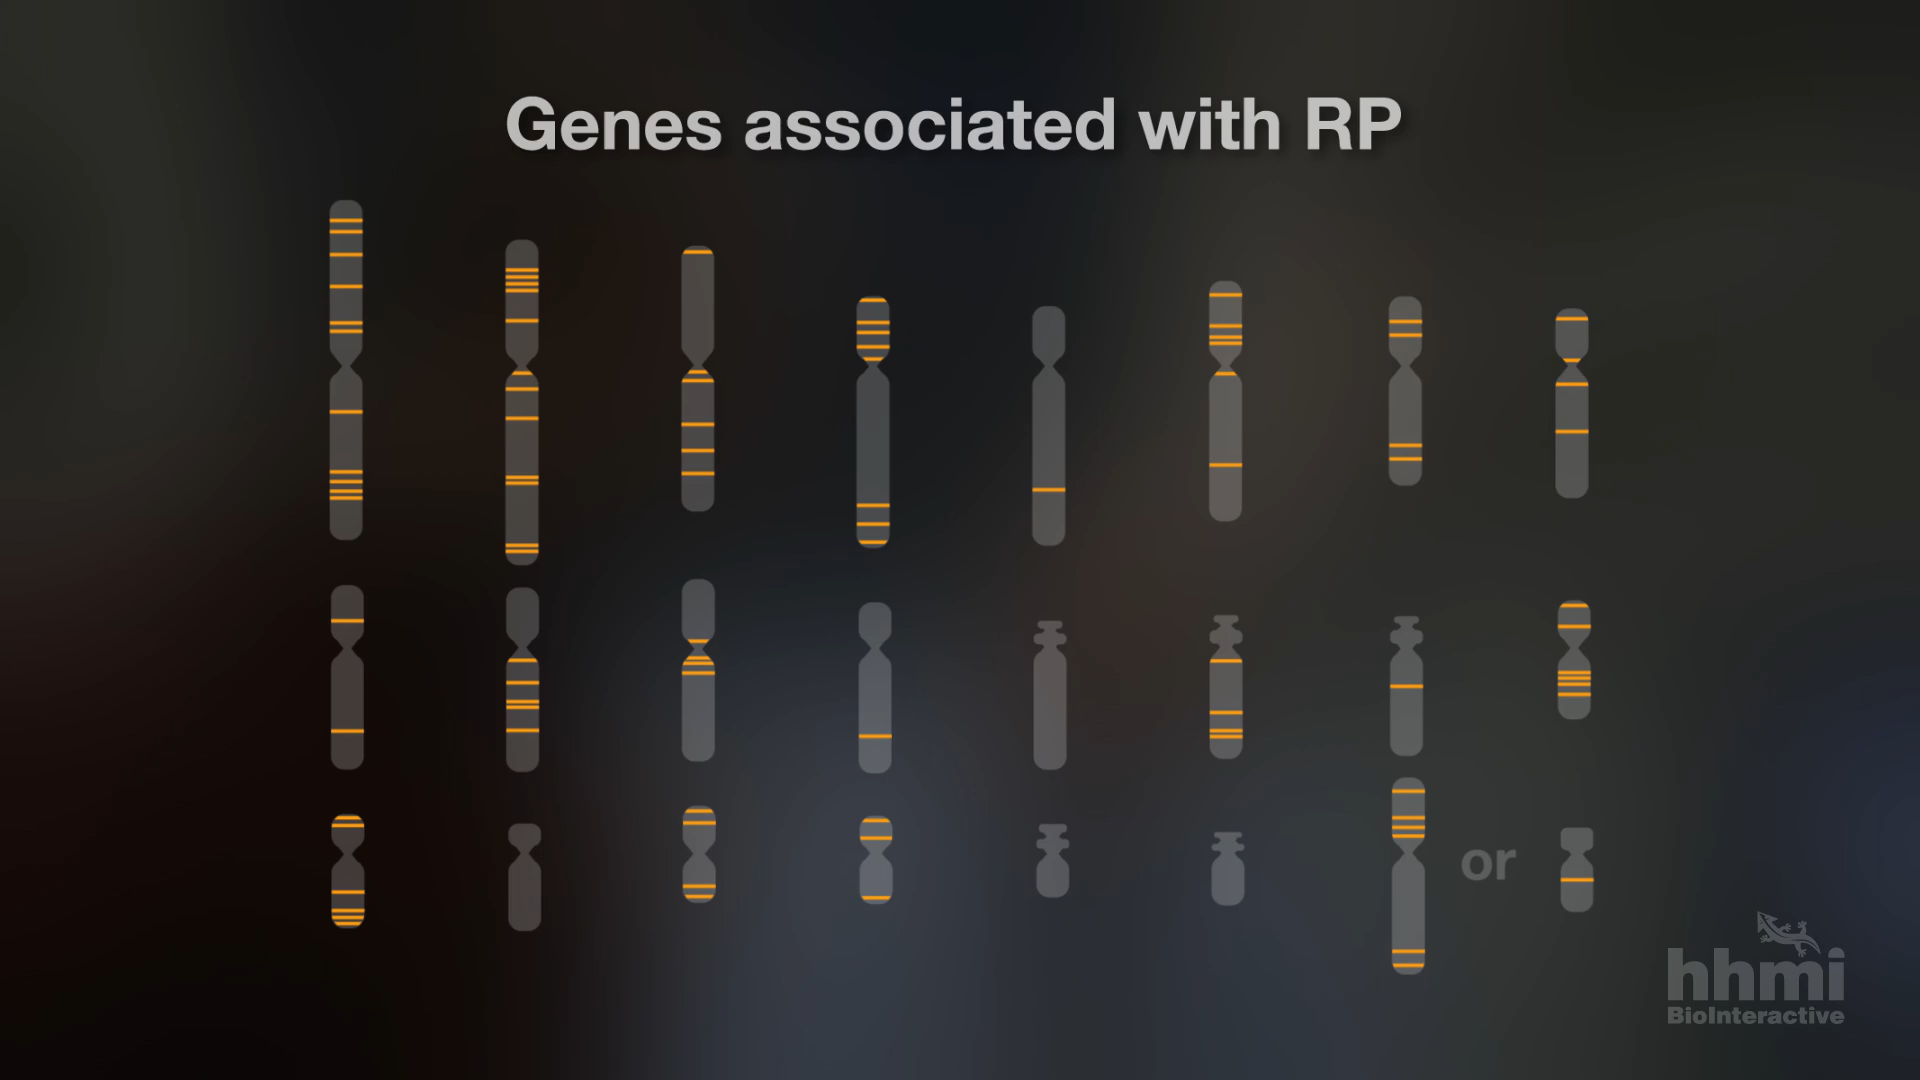 Genes associated with RP
or
hhmi
BioInteractive